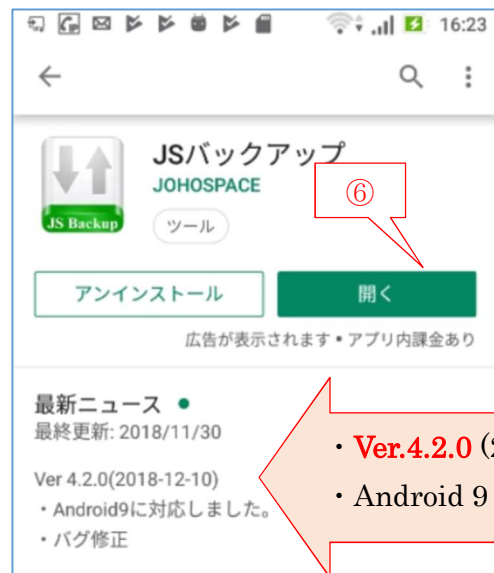 16:23
JSバックアップ
JOHOSPACE
JS Backup
ツール
⑥
アンインストール
開く
広告が表示されます • アプリ内課金あり
最新ニュース
最終更新: 2018/11/30
Ver 4.2.0(2018-12-10)
・Android9に対応しました。
・バグ修正
・Ver.4.2.0 (
・Android 9